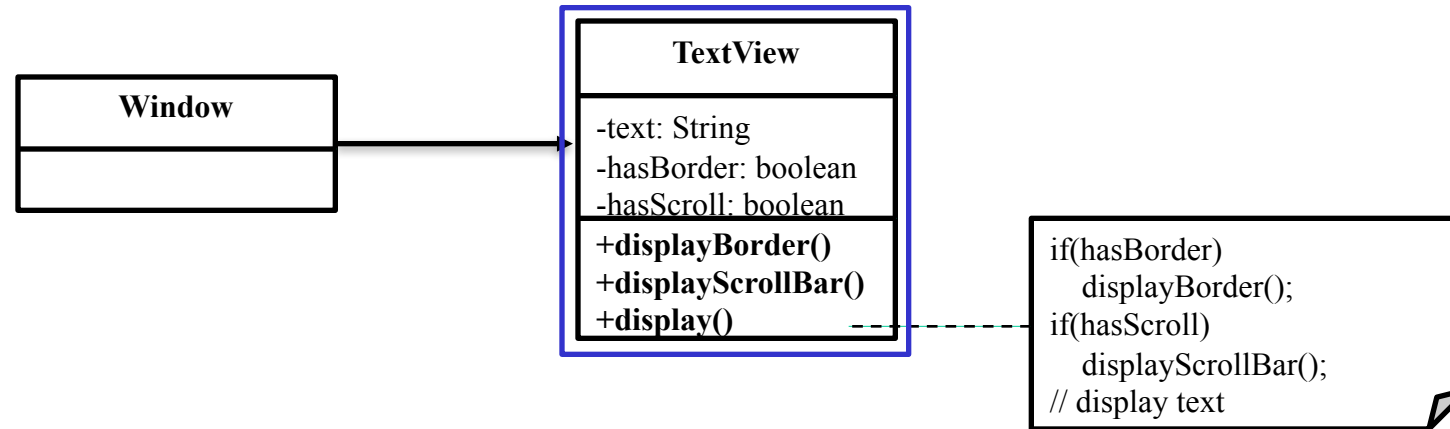 Window
TextView
-text: String
-hasBorder: boolean
-hasScroll: boolean
+displayBorder()
+displayScrollBar()
+display()
if(hasBorder)
displayBorder();
if(hasScroll)
displayScrollBar();
// display text